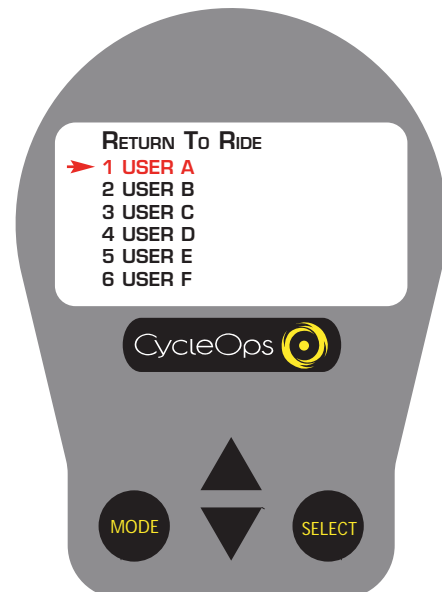 Return To Ride
1 USER A
2 USER B
3 USER C
4 USER D
5 USER E
6 USER F
CycleOps
MODE
SELECT